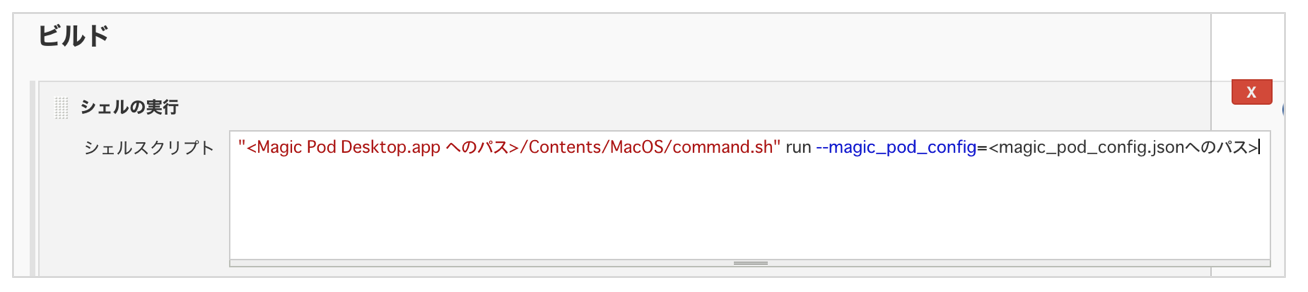 ビルド
X
シェルの実行
シェルスクリプト
"<Magic Pod Desktop.app へのパス>/Contents/MacOS/command.sh" run --magic_pod_config=<magic_pod_config.jsonへのパス>